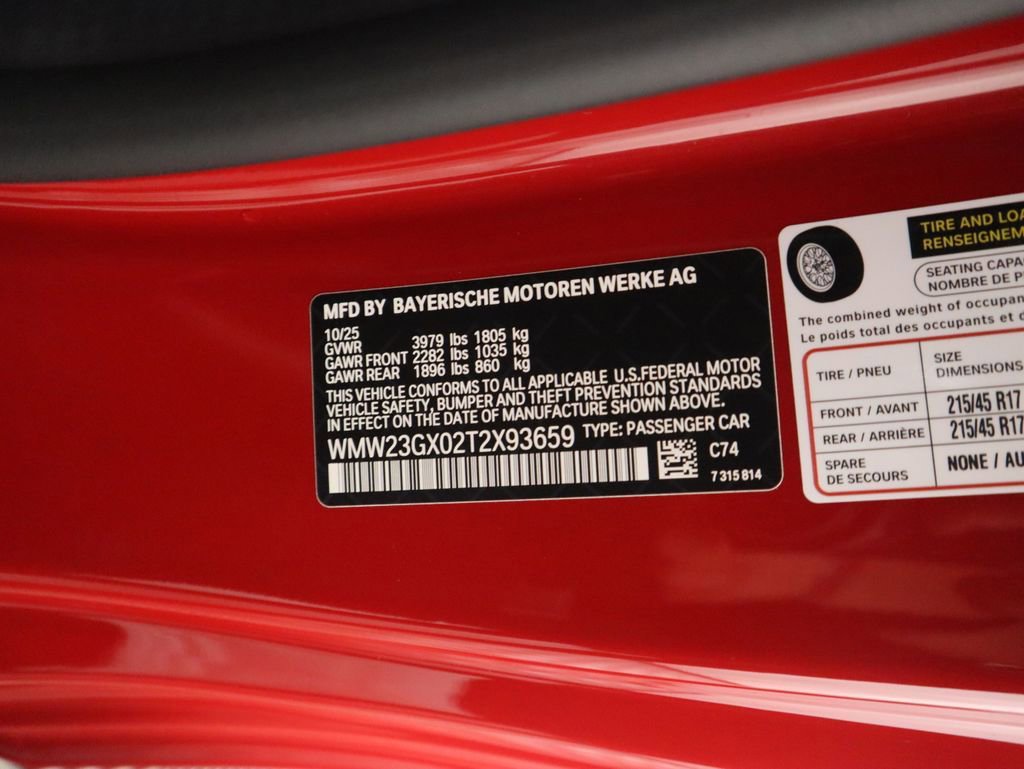 MFD BY BAYERISCHE MOTOREN WERKE AG
10/25
GVWR 3979 lbs 1805 kg
GAWR FRONT 2282 lbs 1035 kg
GAWR REAR 1896 lbs 860 kg
THIS VEHICLE CONFORMS TO ALL APPLICABLE U.S.FEDERAL MOTOR
VEHICLE SAFETY, BUMPER AND THEFT PREVENTION STANDARDS
IN EFFECT ON THE DATE OF MANUFACTURE SHOWN ABOVE.
WMW23GX02T2X93659 TYPE: PASSENGER CAR
C74
7 315 814
TIRE AND LOA
RENSEIGNEM
SEATING CAPA
NOMBRE DE P
The combined weight of occupan
Le poids total des occupants et d
TIRE / PNEU
SIZE
DIMENSIONS
FRONT / AVANT 215/45 R17
REAR / ARRIÈRE 215/45 R17
SPARE
DE SECOURS
NONE / AU